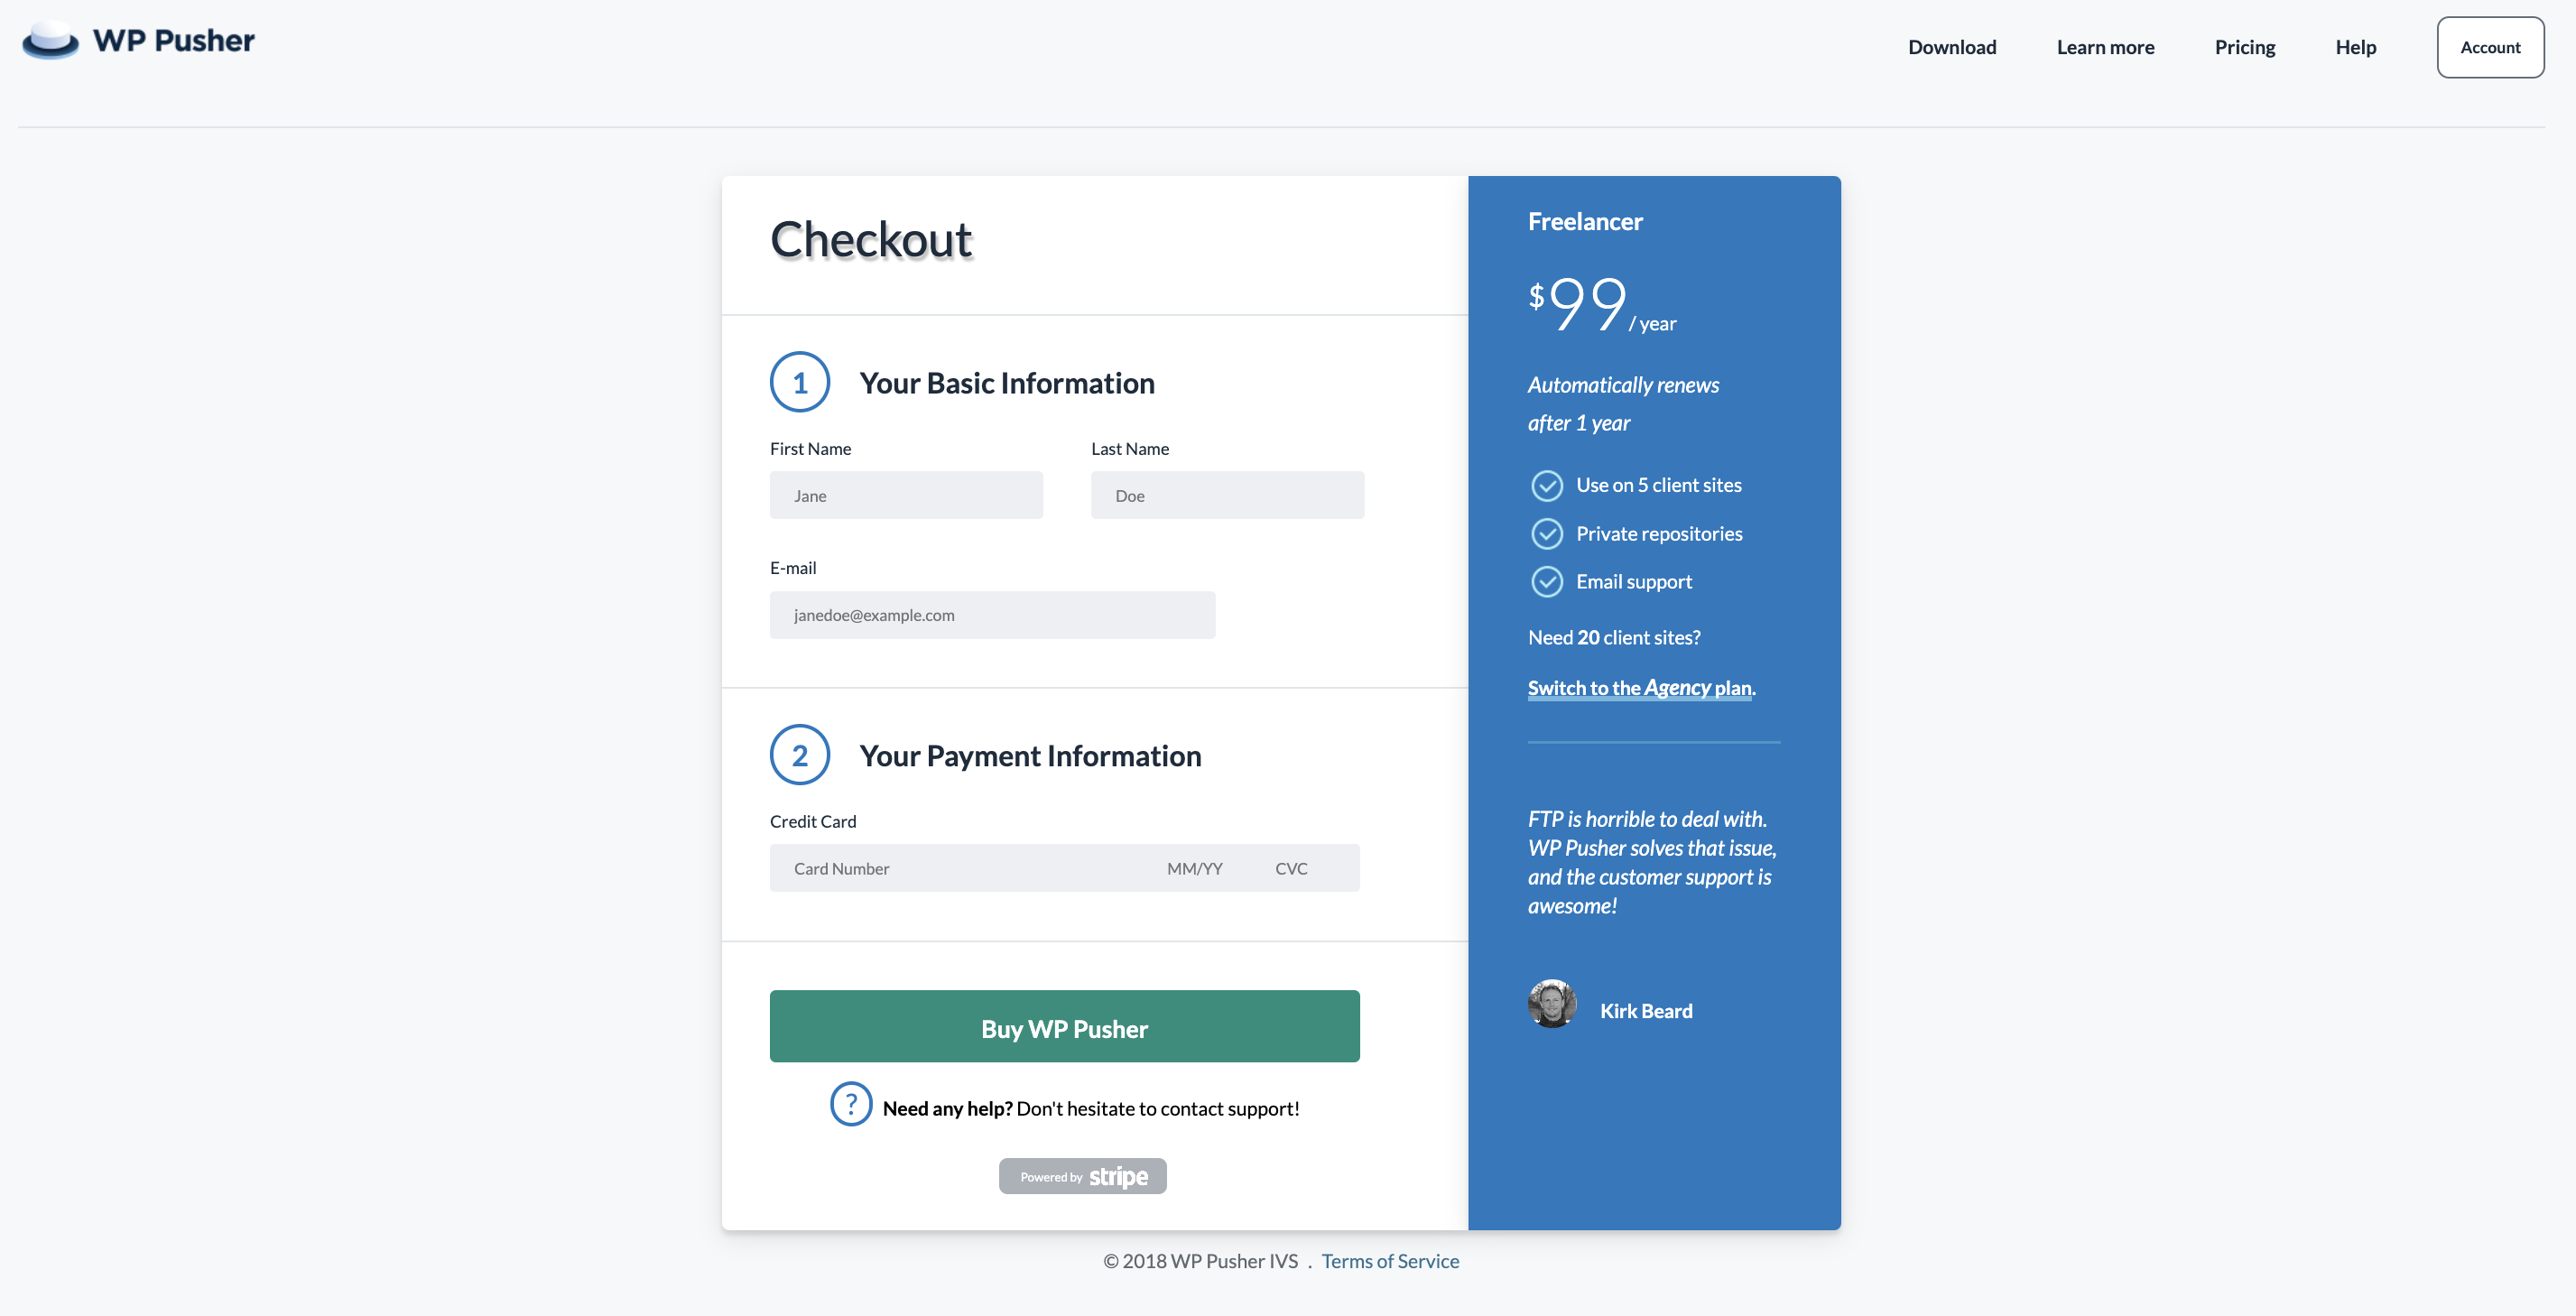 WP Pusher
Download
Learn more
Pricing
Help
Account
Checkout
1
Your Basic Information
First Name
Last Name
Jane
Doe
E-mail
janedoe@example.com
2
Your Payment Information
Credit Card
Card Number
MM/YY
CVC
Buy WP Pusher
? Need any help? Don't hesitate to contact support!
Powered by stripe
Freelancer
$99/ year
Automatically renews
after 1 year
Use on 5 client sites
Private repositories
Email support
Need 20 client sites?
Switch to the Agency plan.
FTP is horrible to deal with.
WP Pusher solves that issue,
and the customer support is
awesome!
Kirk Beard
© 2018 WP Pusher IVS . Terms of Service